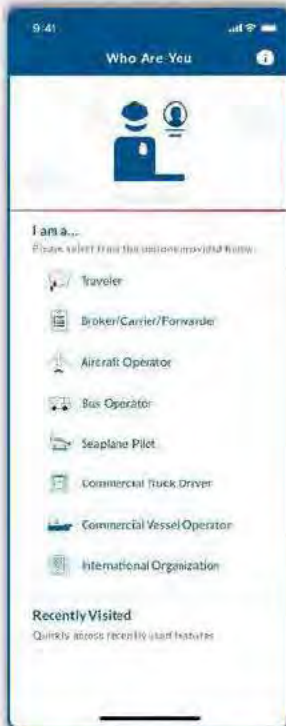 9:41
Who Are You
I am a...
Please select from the options provided below.
Traveler
Broker/Carrier/Forwarder
Aircraft Operator
Bus Operator
Seaplane Pilot
Commercial Truck Driver
Commercial Vessel Operator
International Organization
Recently Visited
Quickly access recently used features